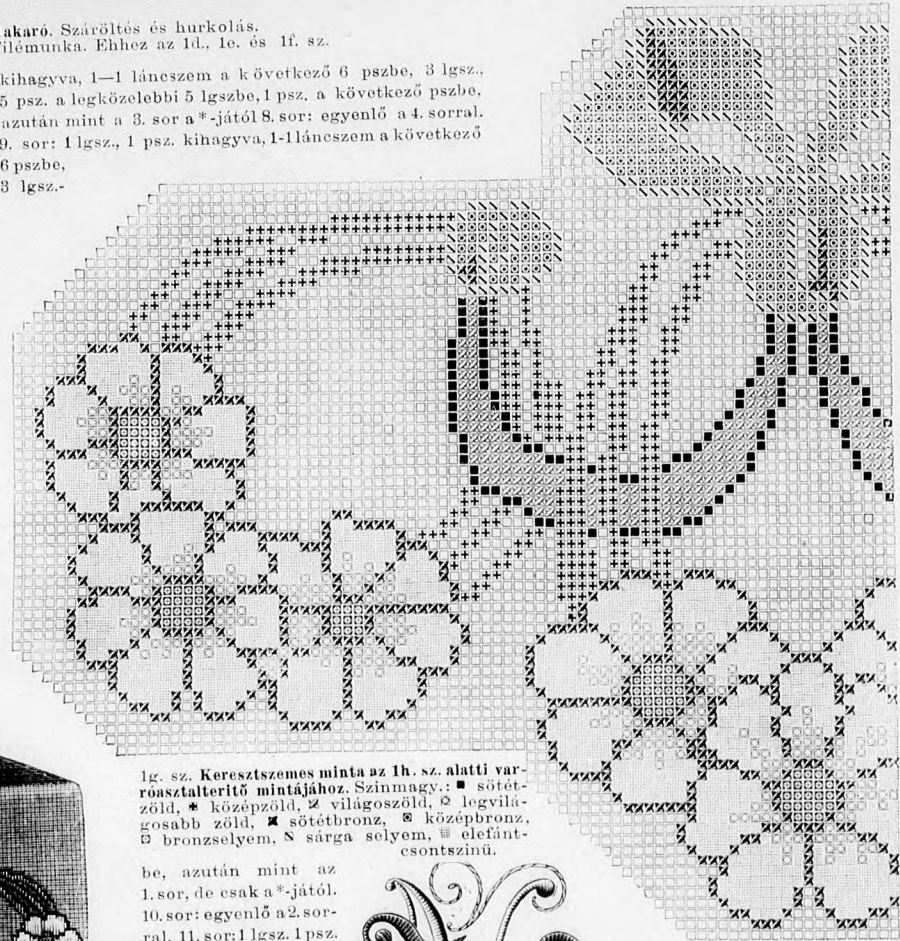 akaró. Száröltés és hurkolás.
ilémunka. Ehhez az 1d., 1e. és 1f. sz.
kihagyva, 1—1 láncszem a következő 6 pszbe, 3 lgsz.,
5 psz. a legközelebbi 5 lgszbe, 1 psz. a következő pszbe,
azután mint a 3. sor a *-jától 8. sor: egyenlő a 4. sorral.
9. sor: 1 lgsz., 1 psz. kihagyva, 1-1 láncszem a következő
6 pszbe,
3 lgsz.-
1g. sz. Keresztszemes minta az 1h. sz. alatti var-
róasztalterítő mintájához. Szinmagy.: ■ sötét-
zöld, középzöld, világoszöld, legvilá-
gosabb zöld, sötétbronz, középbronz,
bronzselyem, sárga selyem, elefánt-
csontszinü.
be, azután mint az
1. sor, de csak a *-jától.
10. sor: egyenlő a 2. sor-
ral. 11. sor: 1 lgsz. 1 psz.